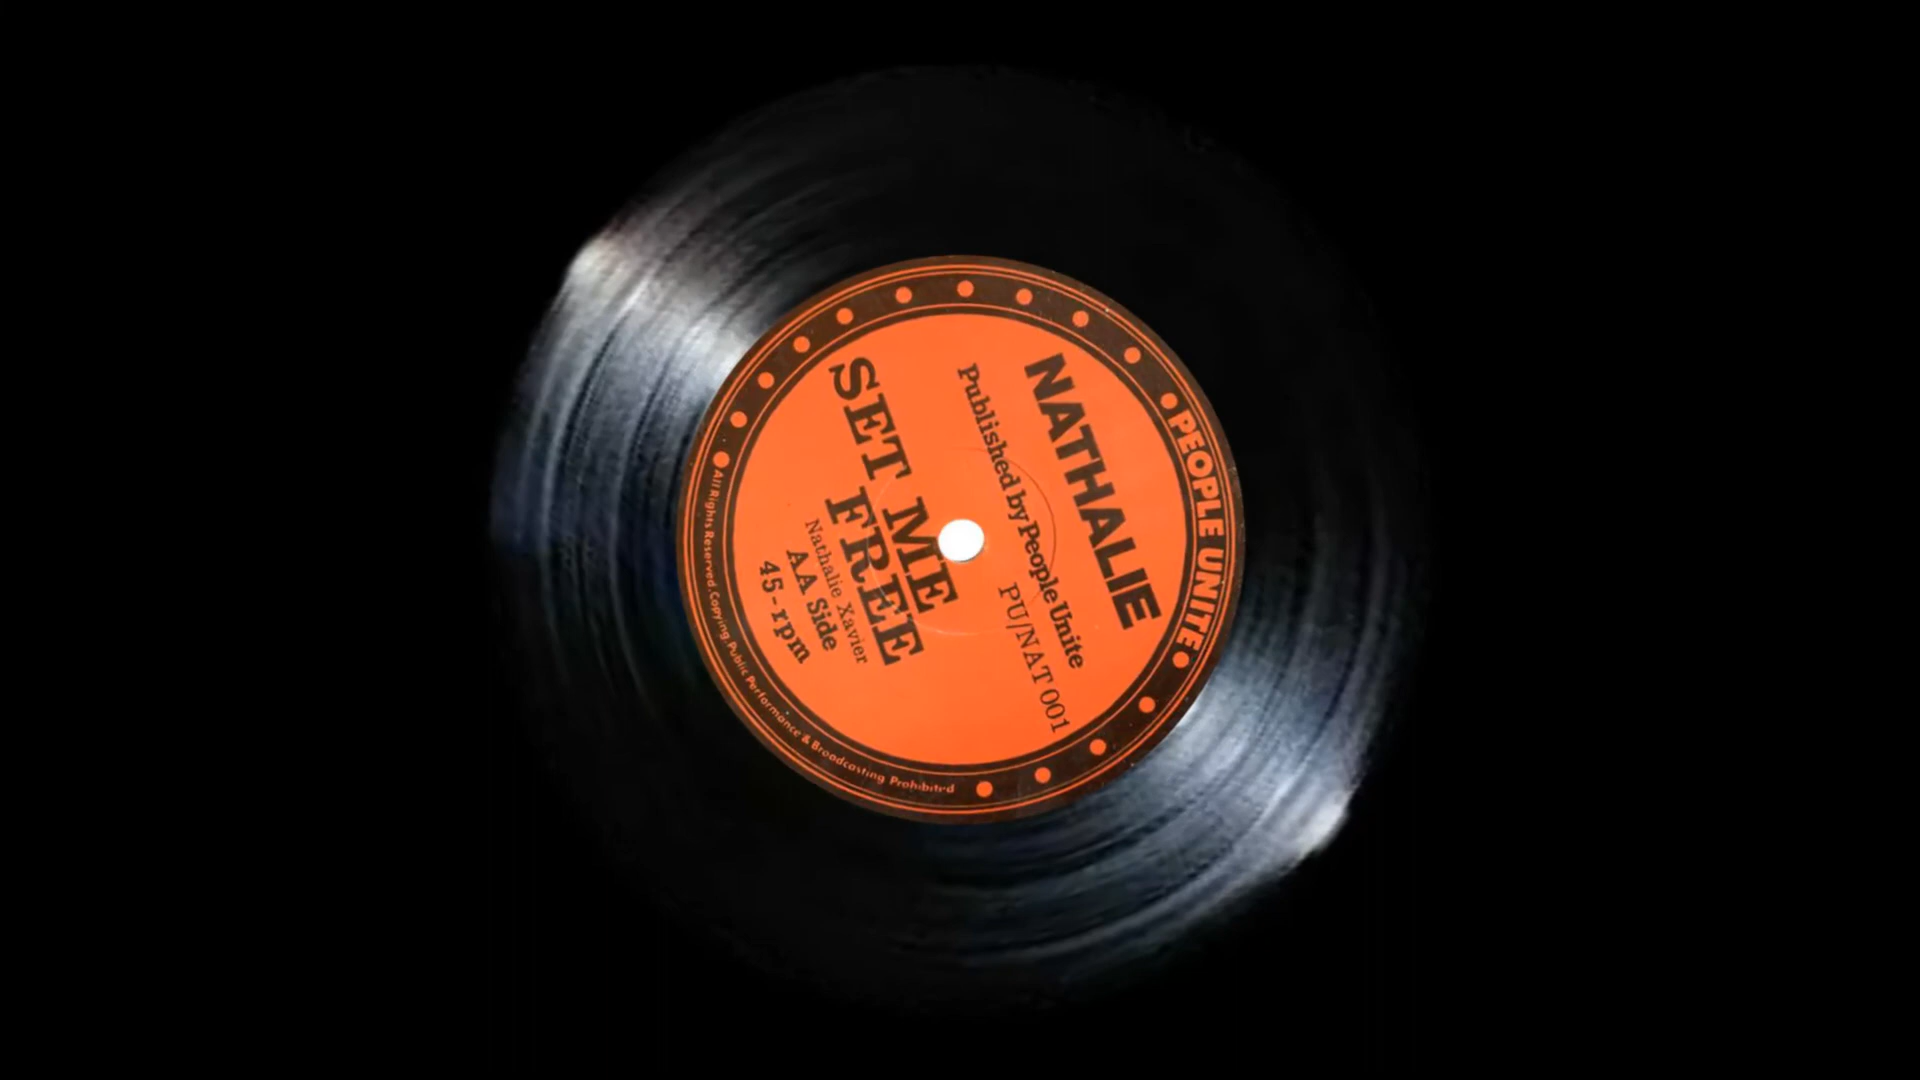 PEOPLE UNITE
NATHALIE
Published by People Unite
PU/NAT 001
SET ME
FREE
Nathalie Xavier
AA Side
45-rpm
All Rights Reserved. Copying, Public Performance & Broadcasting Prohibited